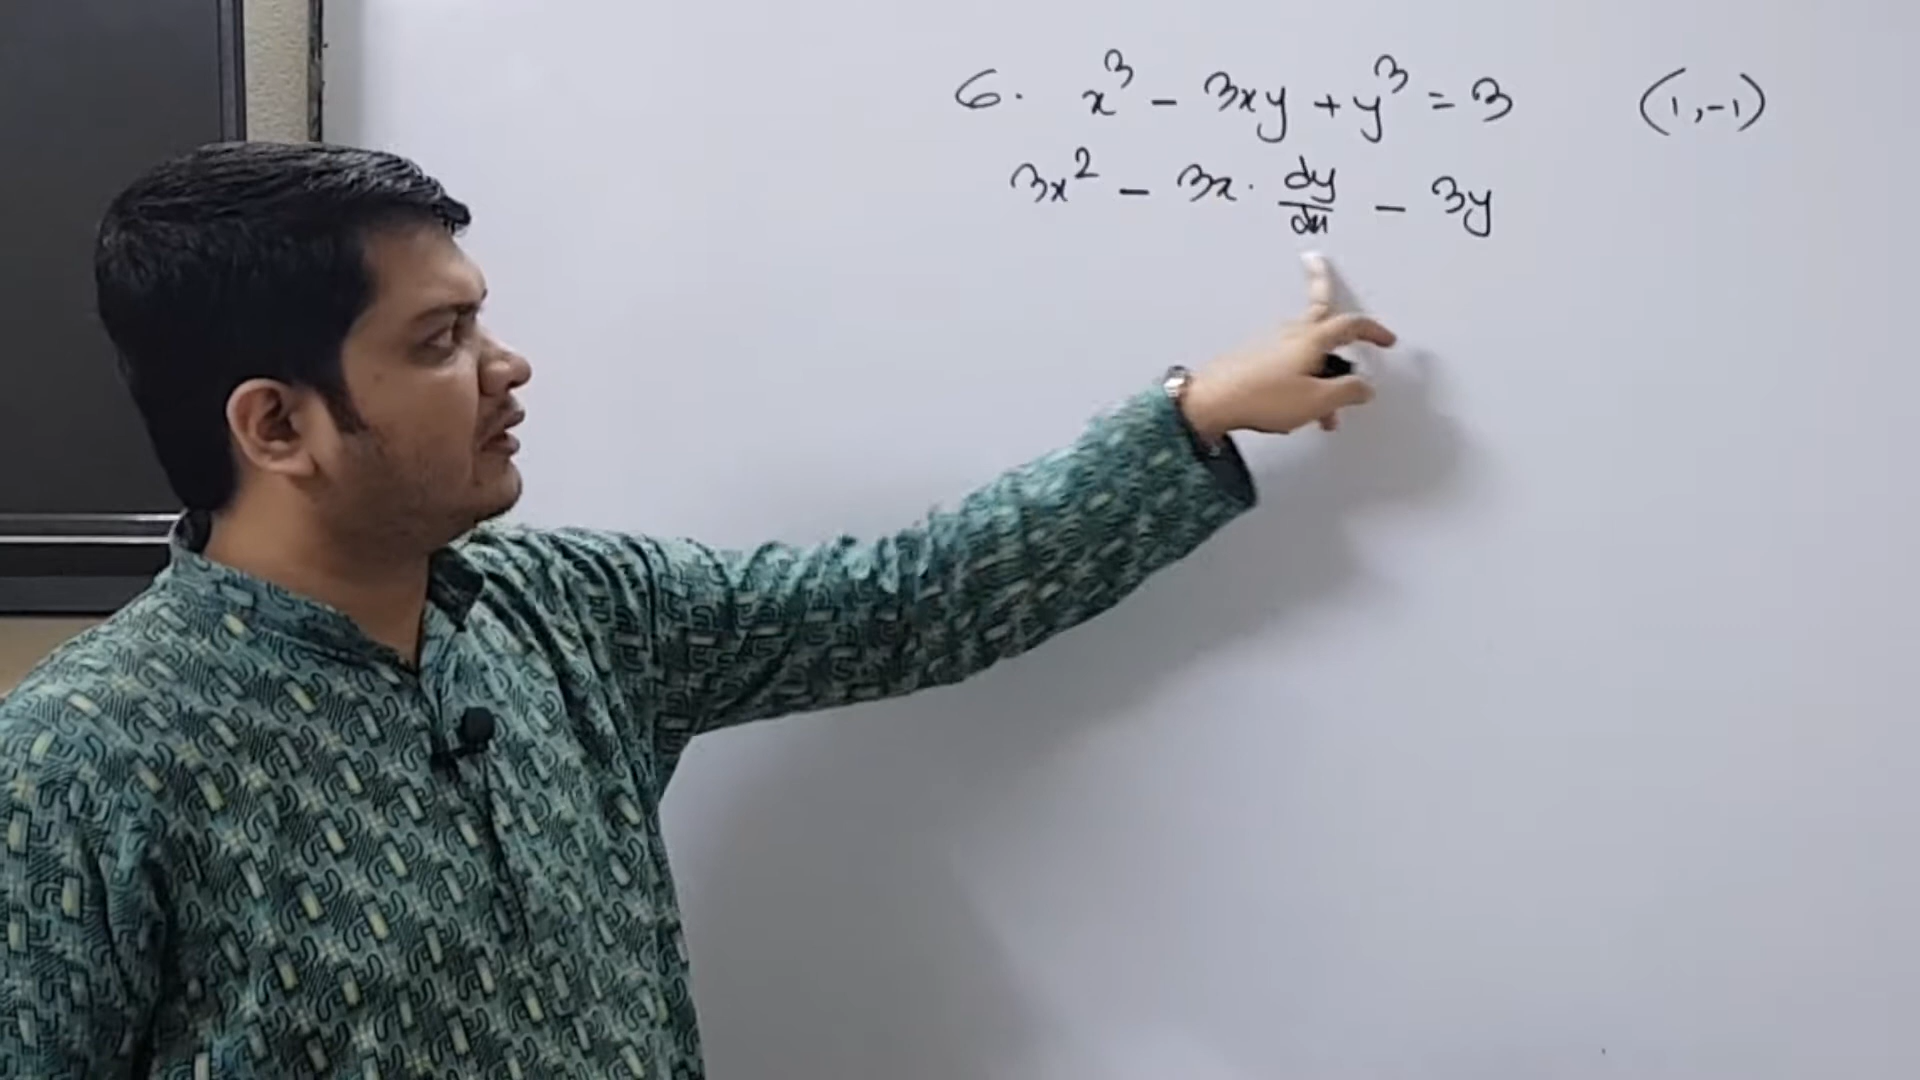 6. x³ - 3xy + y³ = 3 (1,-1)
3x² - 3x · dy/dx - 3y